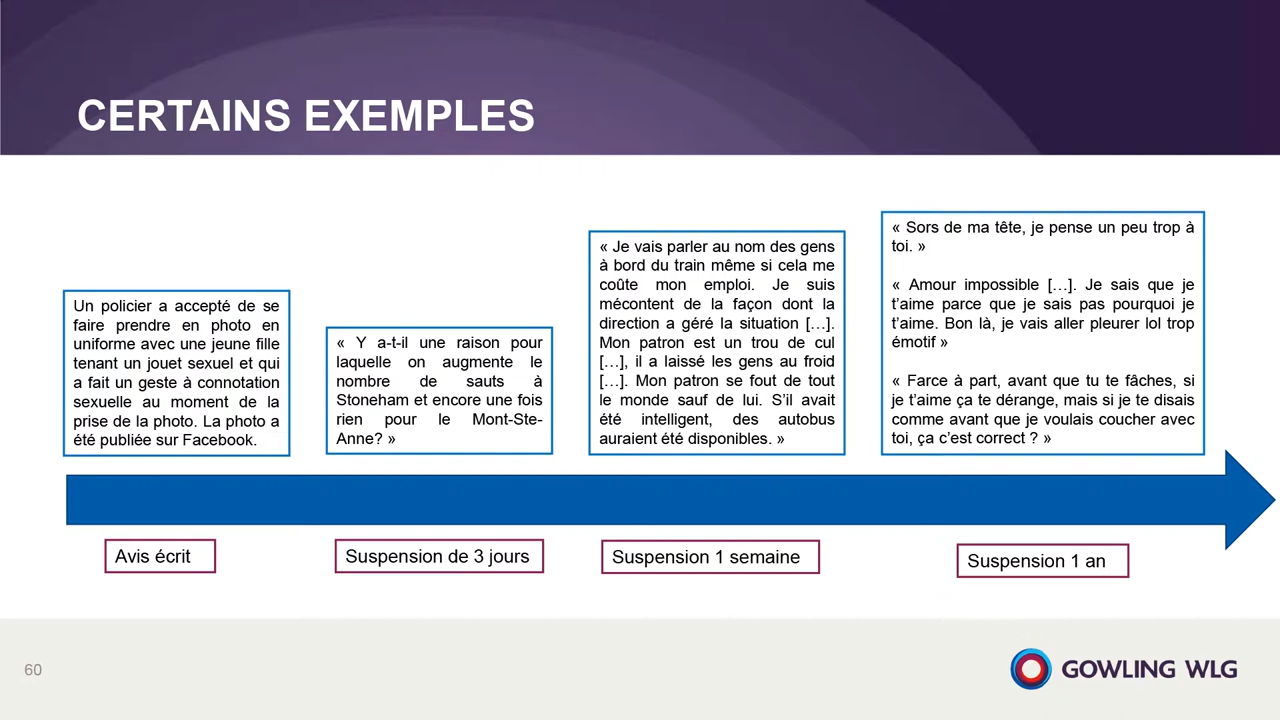 CERTAINS EXEMPLES
Un policier a accepté de se
faire prendre en photo en
uniforme avec une jeune fille
tenant un jouet sexuel et qui
a fait un geste à connotation
sexuelle au moment de la
prise de la photo. La photo a
été publiée sur Facebook.
« Y a-t-il une raison pour
laquelle on augmente le
nombre de sauts à
Stoneham et encore une fois
rien pour le Mont-Ste-
Anne? »
« Je vais parler au nom des gens
à bord du train même si cela me
coûte mon emploi. Je suis
mécontent de la façon dont la
direction a géré la situation […].
Mon patron est un trou de cul
[…], il a laissé les gens au froid
[…]. Mon patron se fout de tout
le monde sauf de lui. S’il avait
été intelligent, des autobus
auraient été disponibles. »
« Sors de ma tête, je pense un peu trop à
toi. »
« Amour impossible […]. Je sais que je
t’aime parce que je sais pas pourquoi je
t’aime. Bon là, je vais aller pleurer lol trop
émotif »
« Farce à part, avant que tu te fâches, si
je t’aime ça te dérange, mais si je te disais
comme avant que je voulais coucher avec
toi, ça c’est correct ? »
Avis écrit
Suspension de 3 jours
Suspension 1 semaine
Suspension 1 an
60
GOWLING WLG